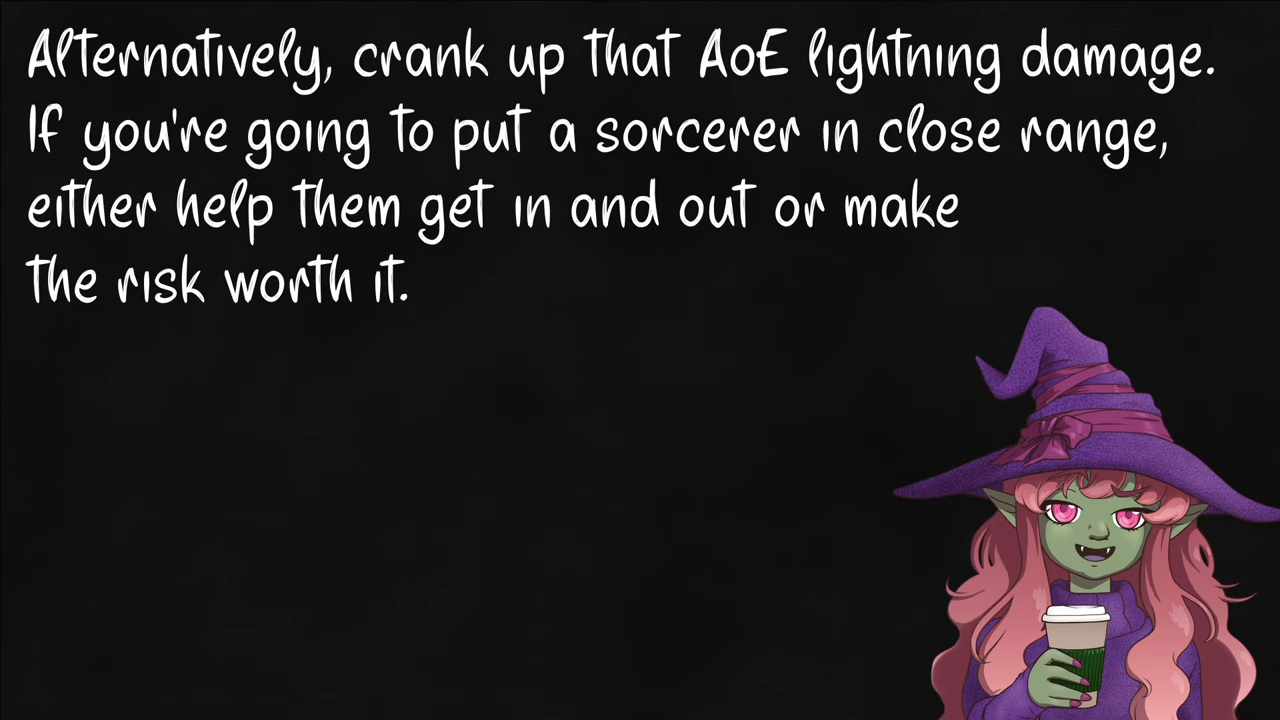 Alternatively, crank up that AoE lightning damage.
If you're going to put a sorcerer in close range,
either help them get in and out or make
the risk worth it.